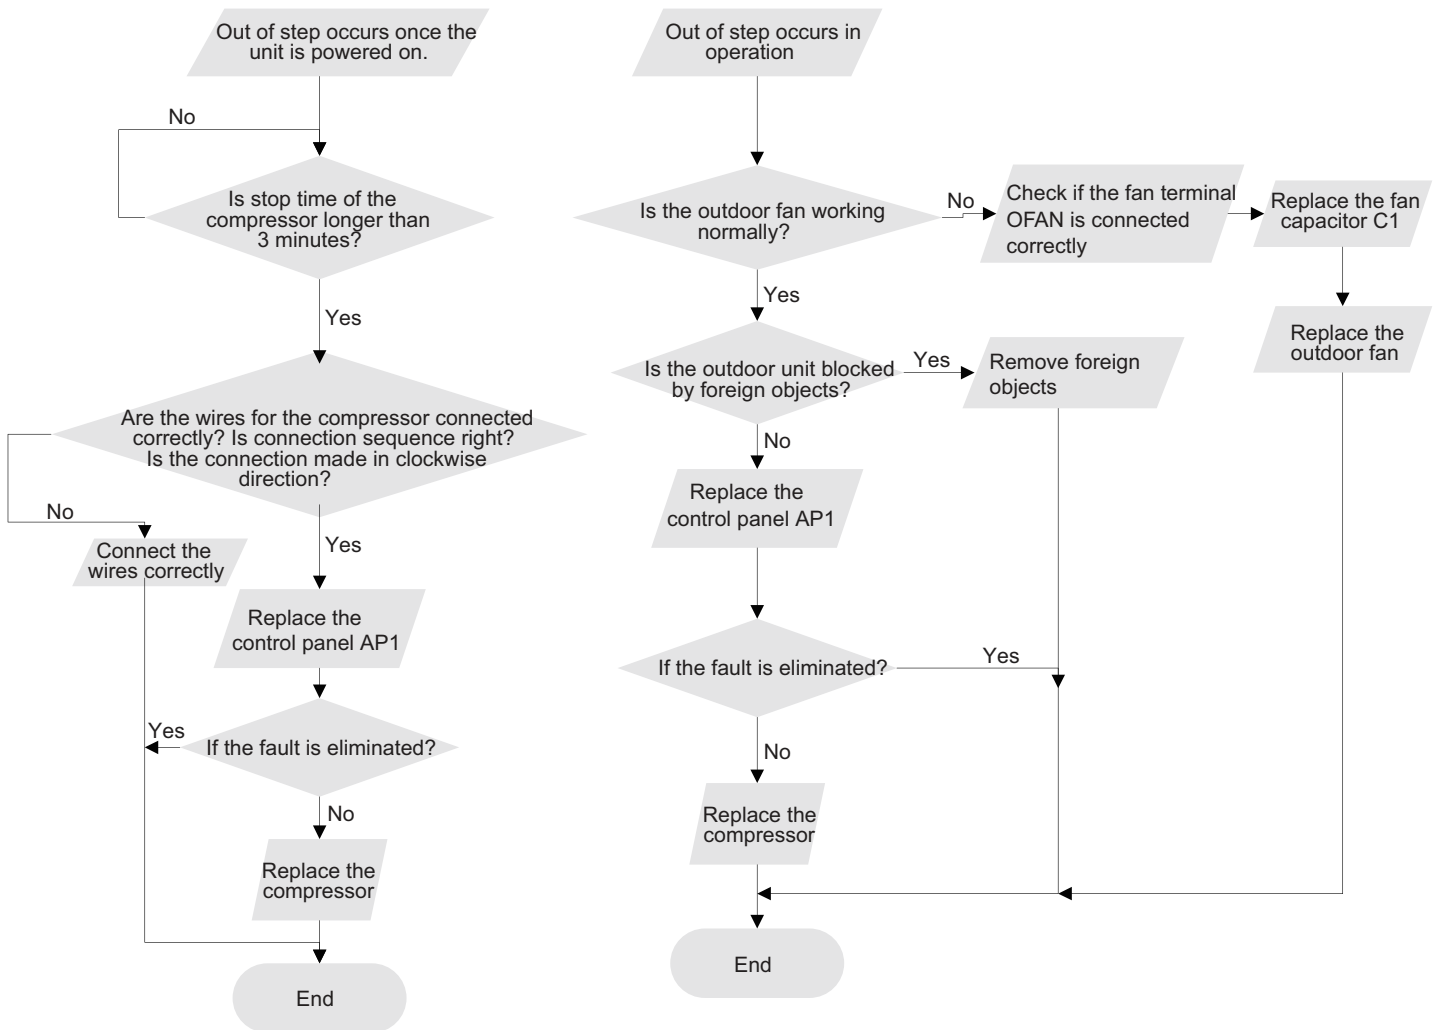 Out of step occurs once the
unit is powered on.
No
Is stop time of the
compressor longer than
3 minutes?
Yes
Are the wires for the compressor connected
correctly? Is connection sequence right?
Is the connection made in clockwise
direction?
No
Connect the
wires correctly
Yes
Replace the
control panel AP1
Yes
If the fault is eliminated?
No
Replace the
compressor
End
Out of step occurs in
operation
Is the outdoor fan working
normally?
No
Check if the fan terminal
OFAN is connected
correctly
Replace the fan
capacitor C1
Replace the
outdoor fan
Yes
Is the outdoor unit blocked
by foreign objects?
Yes
Remove foreign
objects
No
Replace the
control panel AP1
If the fault is eliminated?
Yes
No
Replace the
compressor
End